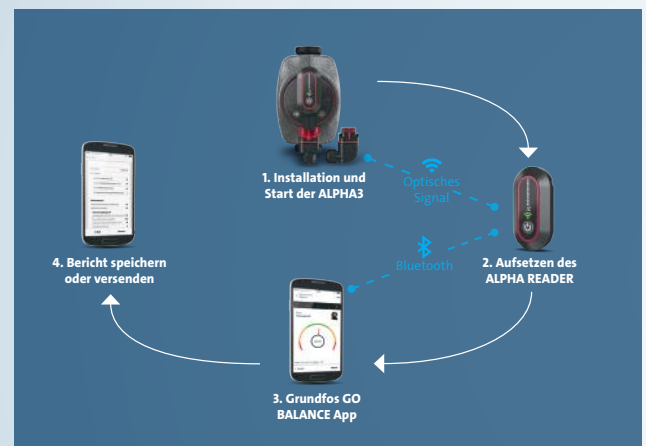 1. Installation und
Start der ALPHA3
Optisches
Signal
2. Aufsetzen des
ALPHA READER
Bluetooth
3. Grundfos GO
BALANCE App
4. Bericht speichern
oder versenden